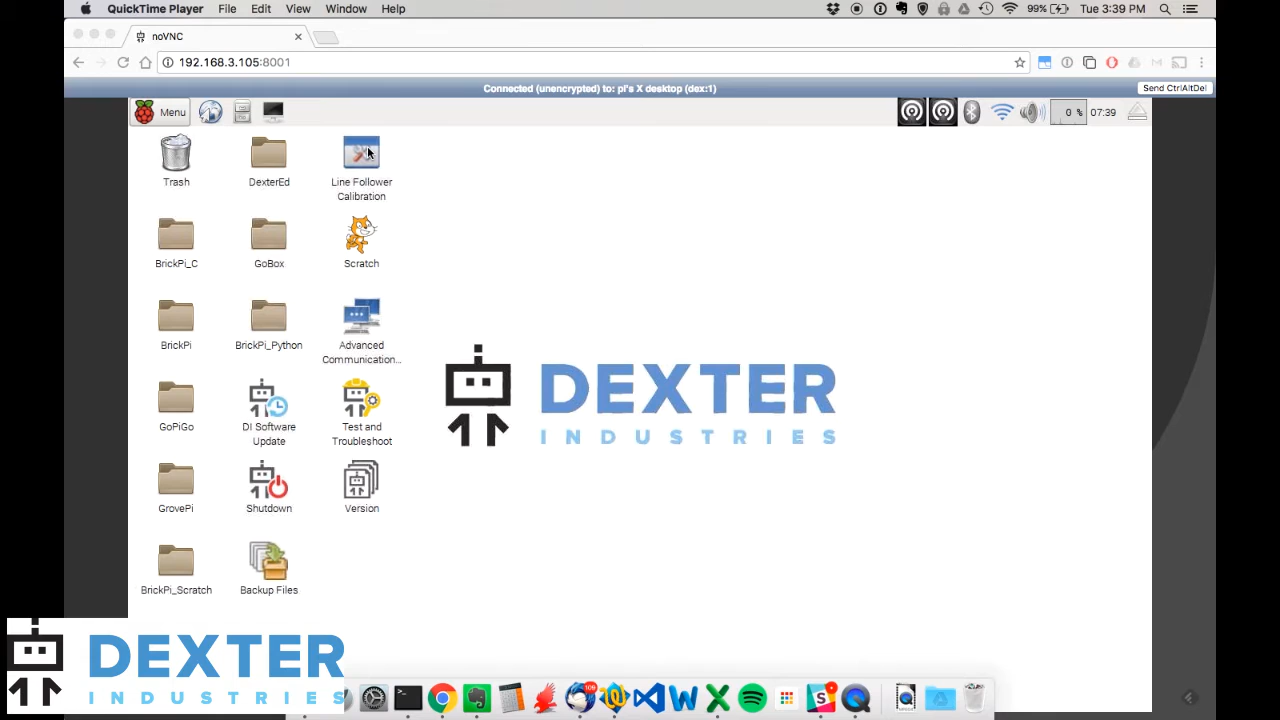 QuickTime Player File Edit View Window Help
99% Tue 3:39 PM
noVNC
192.168.3.105:8001
Connected (unencrypted) to: pi's X desktop (dex:1)
Send CtrlAltDel
Menu
0 % 07:39
Trash
DexterEd
Line Follower
Calibration
BrickPi_C
GoBox
Scratch
BrickPi
BrickPi_Python
Advanced
Communication...
GoPiGo
DI Software
Update
Test and
Troubleshoot
GrovePi
Shutdown
Version
BrickPi_Scratch
Backup Files
DEXTER
INDUSTRIES
DEXTER
INDUSTRIES